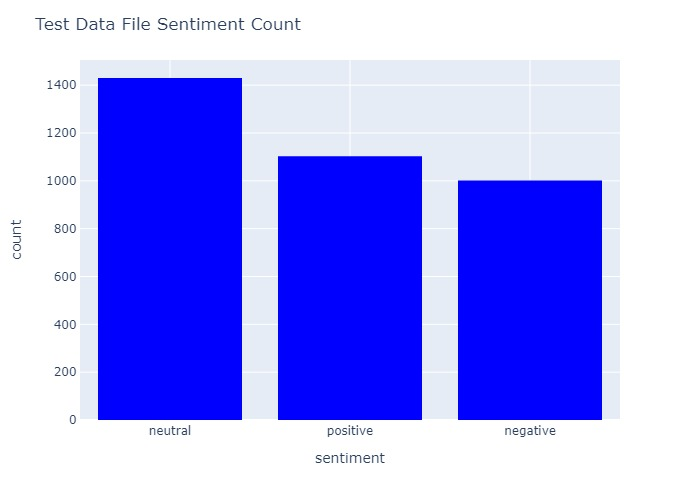 Test Data File Sentiment Count
1400
1200
1000
800
600
400
200
0
count
neutral positive negative
sentiment